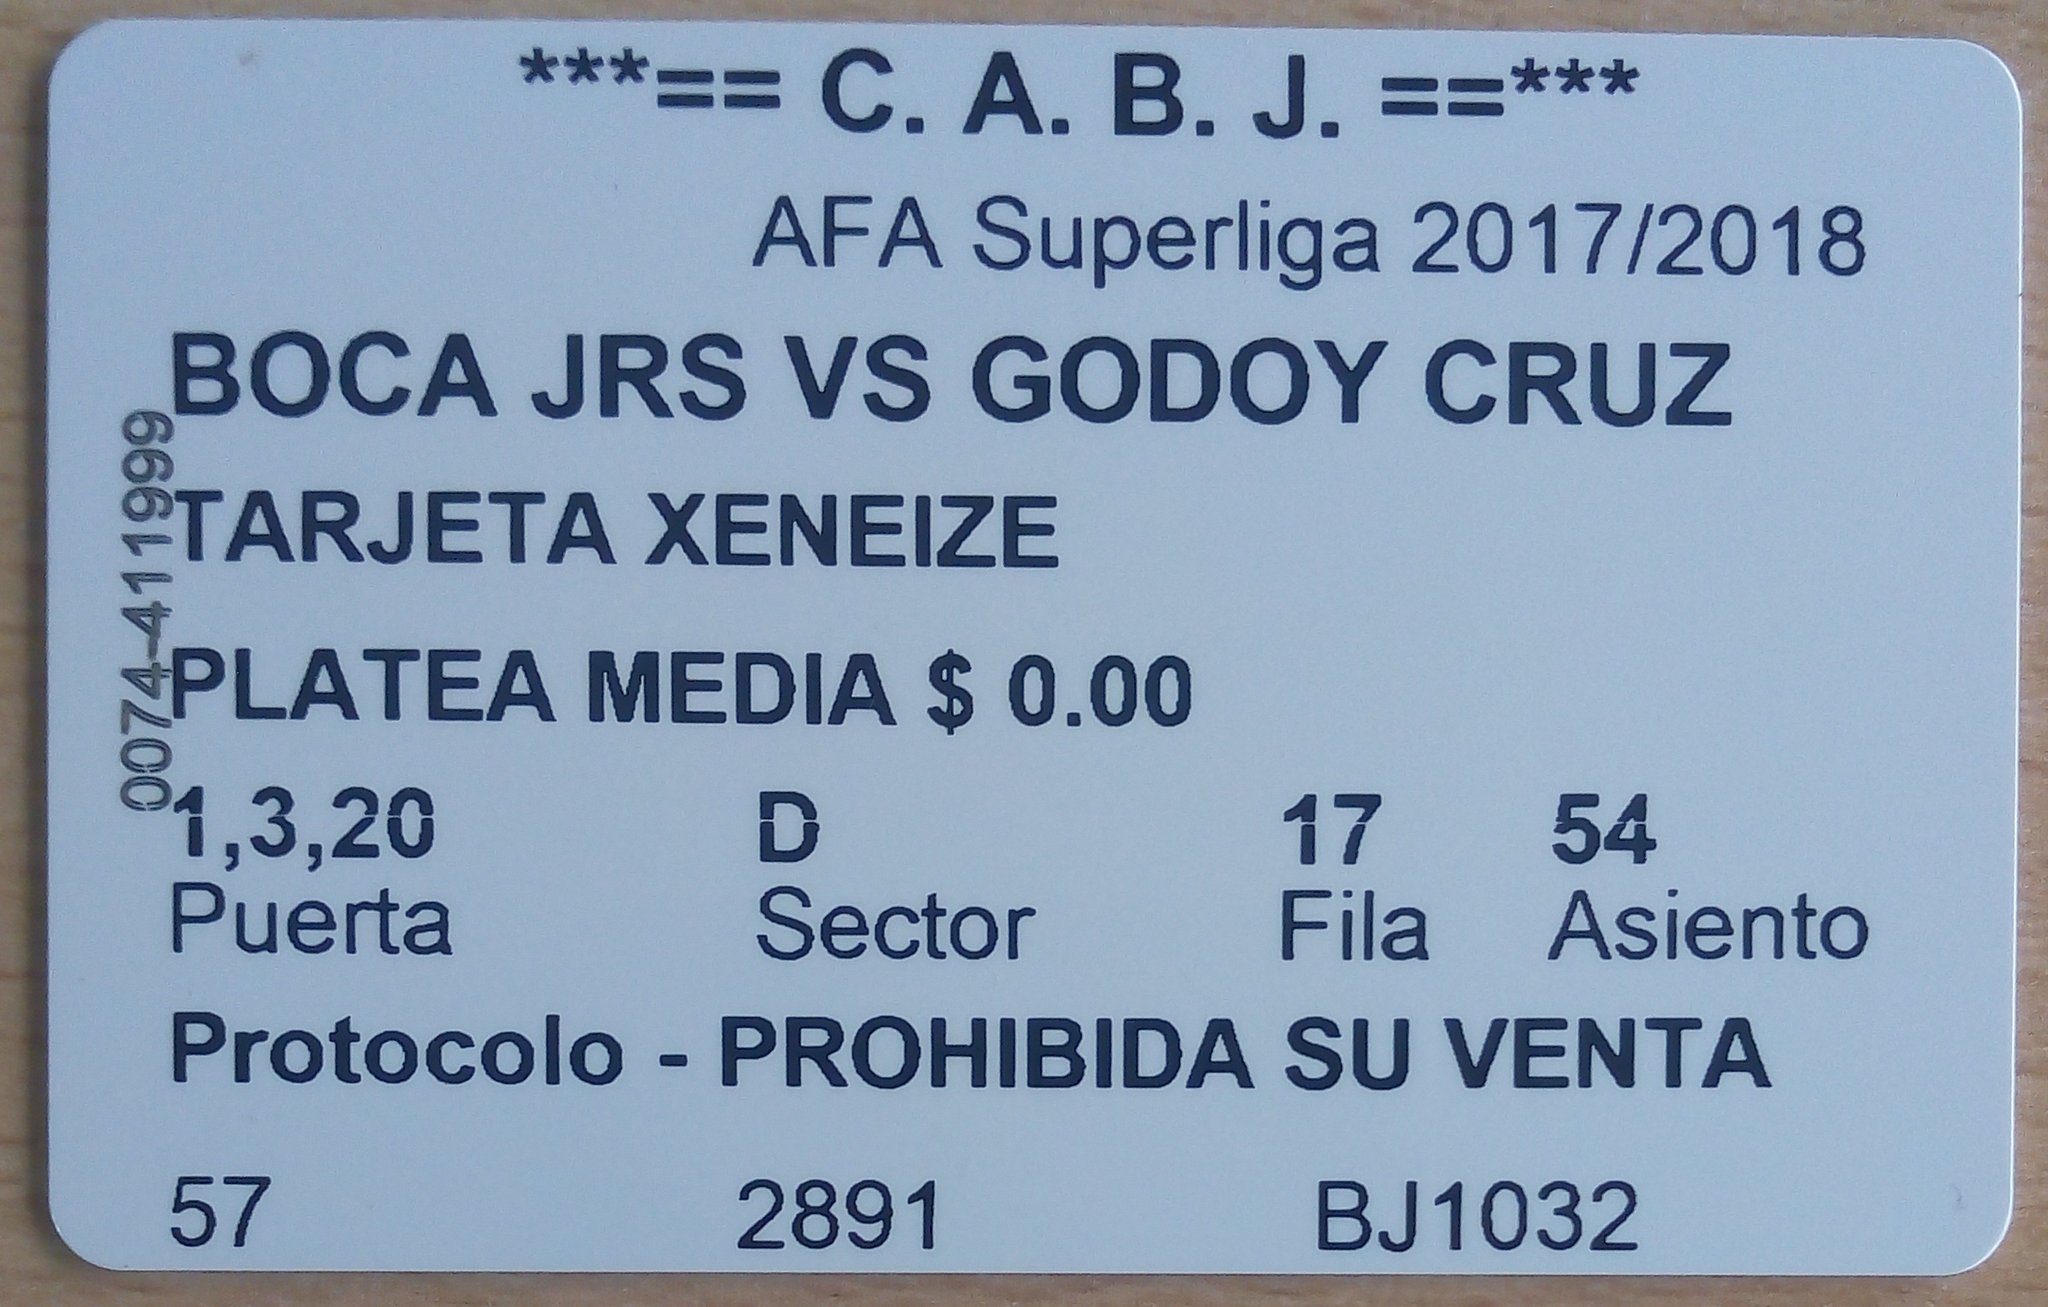 ***== C. A. B. J. ==***
AFA Superliga 2017/2018
BOCA JRS VS GODOY CRUZ
TARJETA XENEIZE
PLATEA MEDIA $ 0.00
1,3,20 D 17 54
Puerta Sector Fila Asiento
Protocolo - PROHIBIDA SU VENTA
57 2891 BJ1032
0074-411999